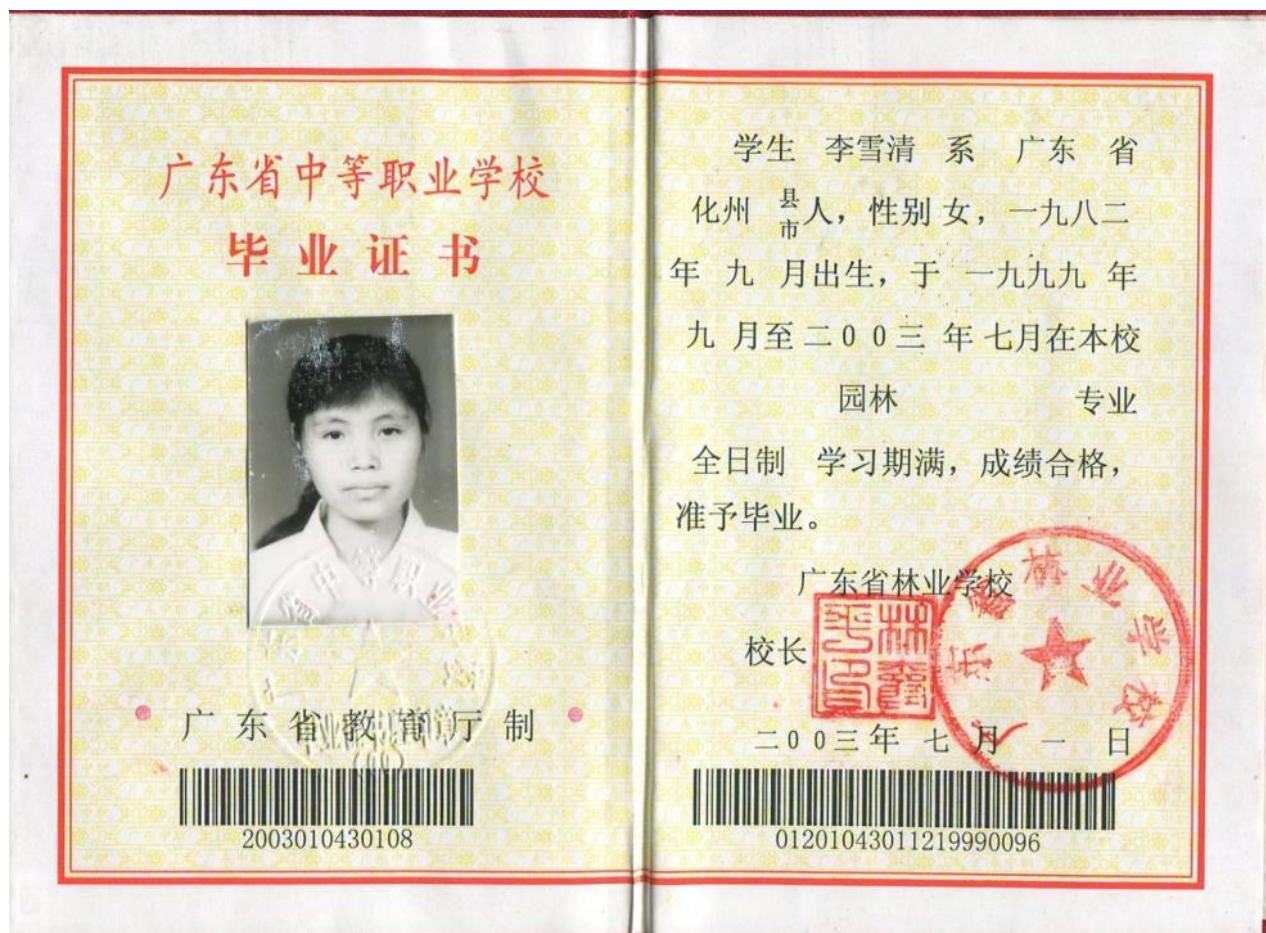 广东省中等职业学校
毕业证书
广东省教育厅制
2003010430108
学生 李雪清 系 广东 省
化州 县市人，性别 女，一九八二
年 九 月出生，于 一九九九 年
九 月至 二00三 年 七月在本校
园林 专业
全日制 学习期满，成绩合格，
准予毕业。
广东省林业学校
校长
二00三年 七 月 一 日
01201043011219990096